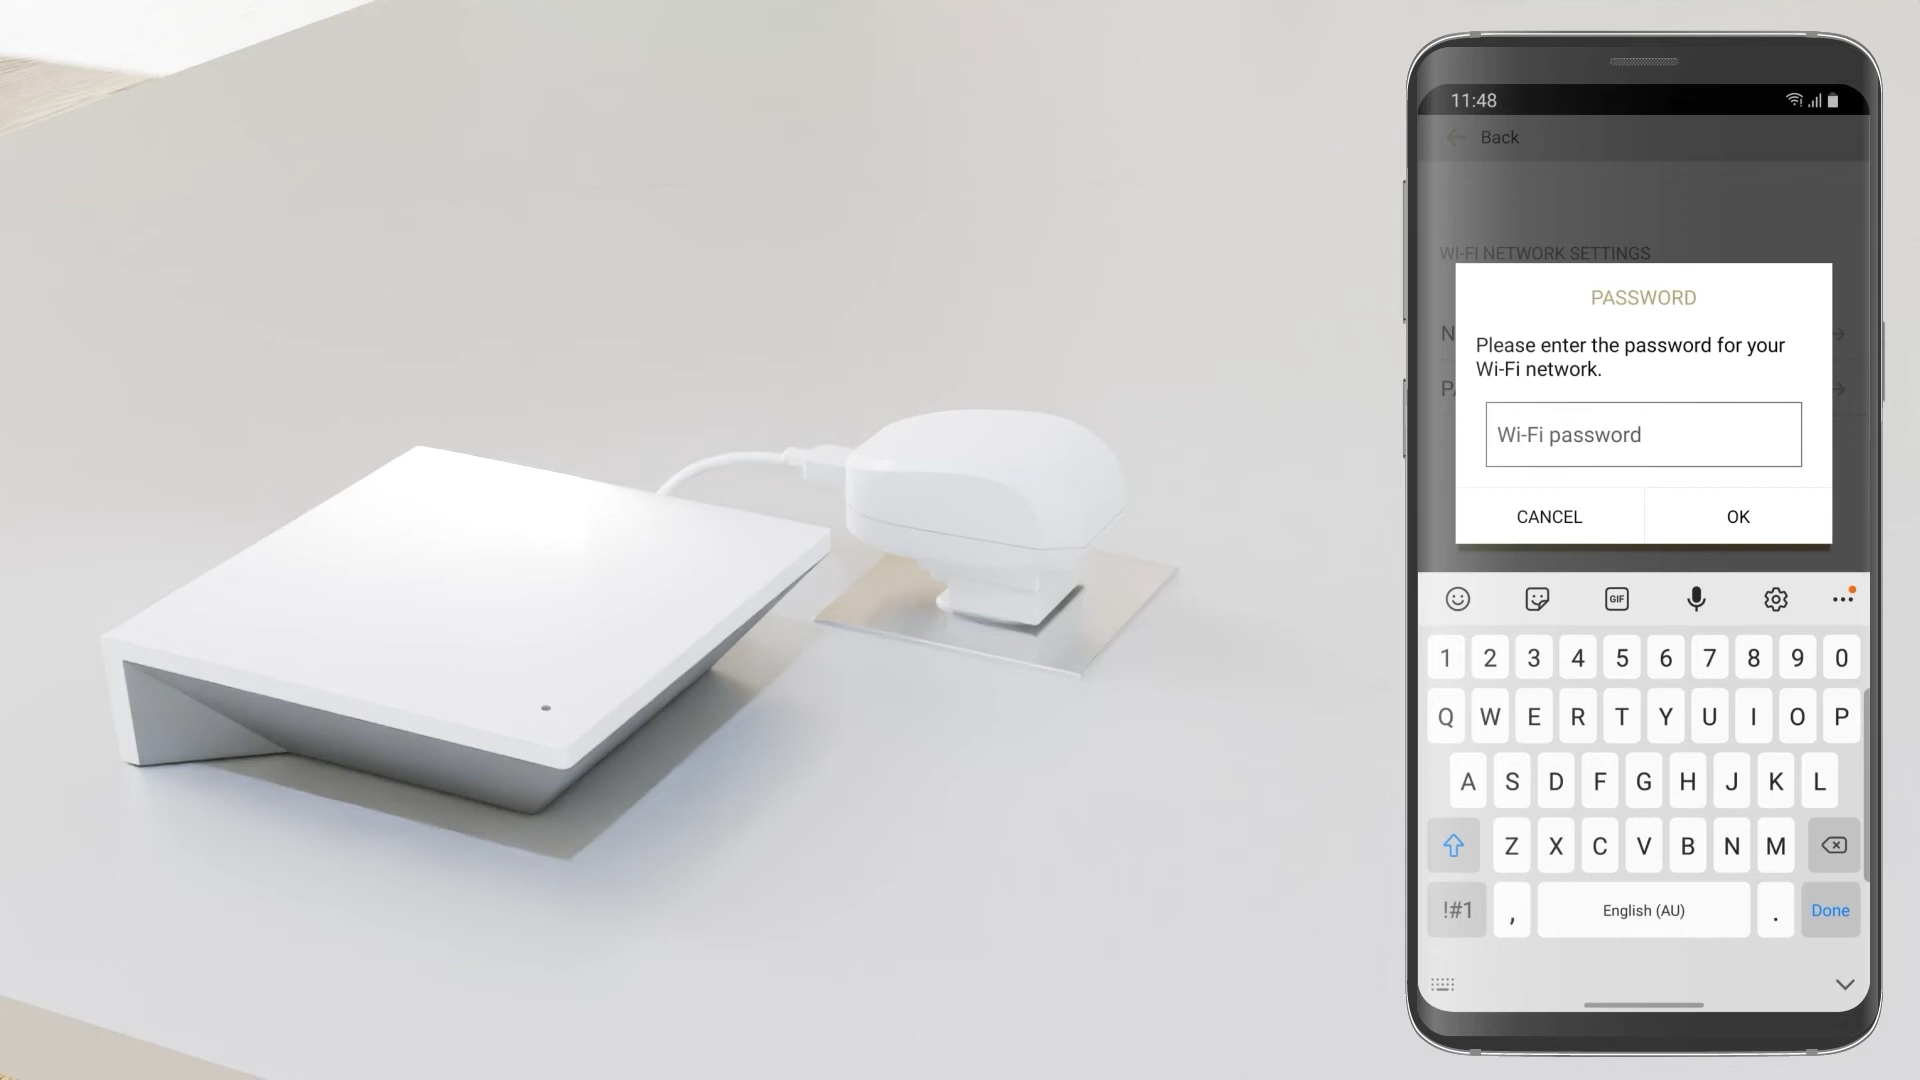 11:48
Back
WI-FI NETWORK SETTINGS
PASSWORD
Please enter the password for your
Wi-Fi network.
Wi-Fi password
CANCEL
OK
GIF
1 2 3 4 5 6 7 8 9 0
Q W E R T Y U I O P
A S D F G H J K L
Z X C V B N M
!#1 , English (AU) . Done